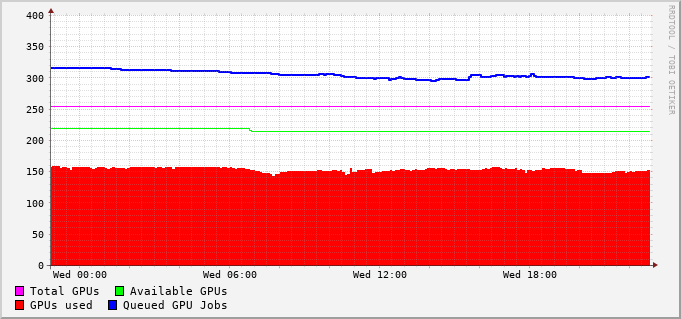 400
350
300
250
200
150
100
50
0
Wed 00:00 Wed 06:00 Wed 12:00 Wed 18:00
Total GPUs Available GPUs
GPUs used Queued GPU Jobs
RRDTOOL / TOBI OETIKER